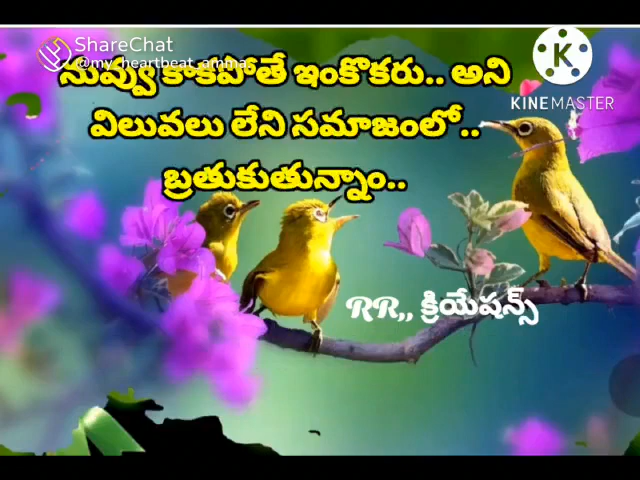 ShareChat
@my_heartbeat_amma
నువ్వు కాకపోతే ఇంకొకరు.. అని
KINEMASTER
విలువలు లేని సమాజంలో..
బ్రతుకుతున్నాం..
RR,, క్రియేషన్స్